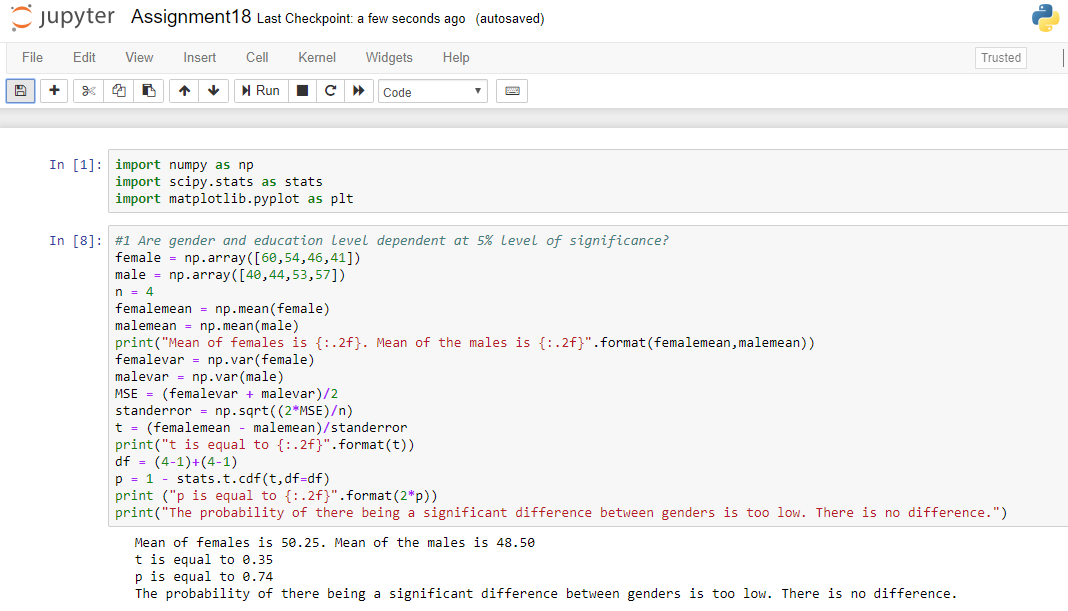 jupyter Assignment18 Last Checkpoint: a few seconds ago (autosaved)
File Edit View Insert Cell Kernel Widgets Help Trusted
Run Code
In [1]: import numpy as np
import scipy.stats as stats
import matplotlib.pyplot as plt
In [8]: #1 Are gender and education level dependent at 5% level of significance?
female = np.array([60,54,46,41])
male = np.array([40,44,53,57])
n = 4
femalemean = np.mean(female)
malemean = np.mean(male)
print("Mean of females is {:.2f}. Mean of the males is {:.2f}".format(femalemean,malemean))
femalevar = np.var(female)
malevar = np.var(male)
MSE = (femalevar + malevar)/2
standerror = np.sqrt((2*MSE)/n)
t = (femalemean - malemean)/standerror
print("t is equal to {:.2f}".format(t))
df = (4-1)+(4-1)
p = 1 - stats.t.cdf(t,df=df)
print ("p is equal to {:.2f}".format(2*p))
print("The probability of there being a significant difference between genders is too low. There is no difference.")
Mean of females is 50.25. Mean of the males is 48.50
t is equal to 0.35
p is equal to 0.74
The probability of there being a significant difference between genders is too low. There is no difference.